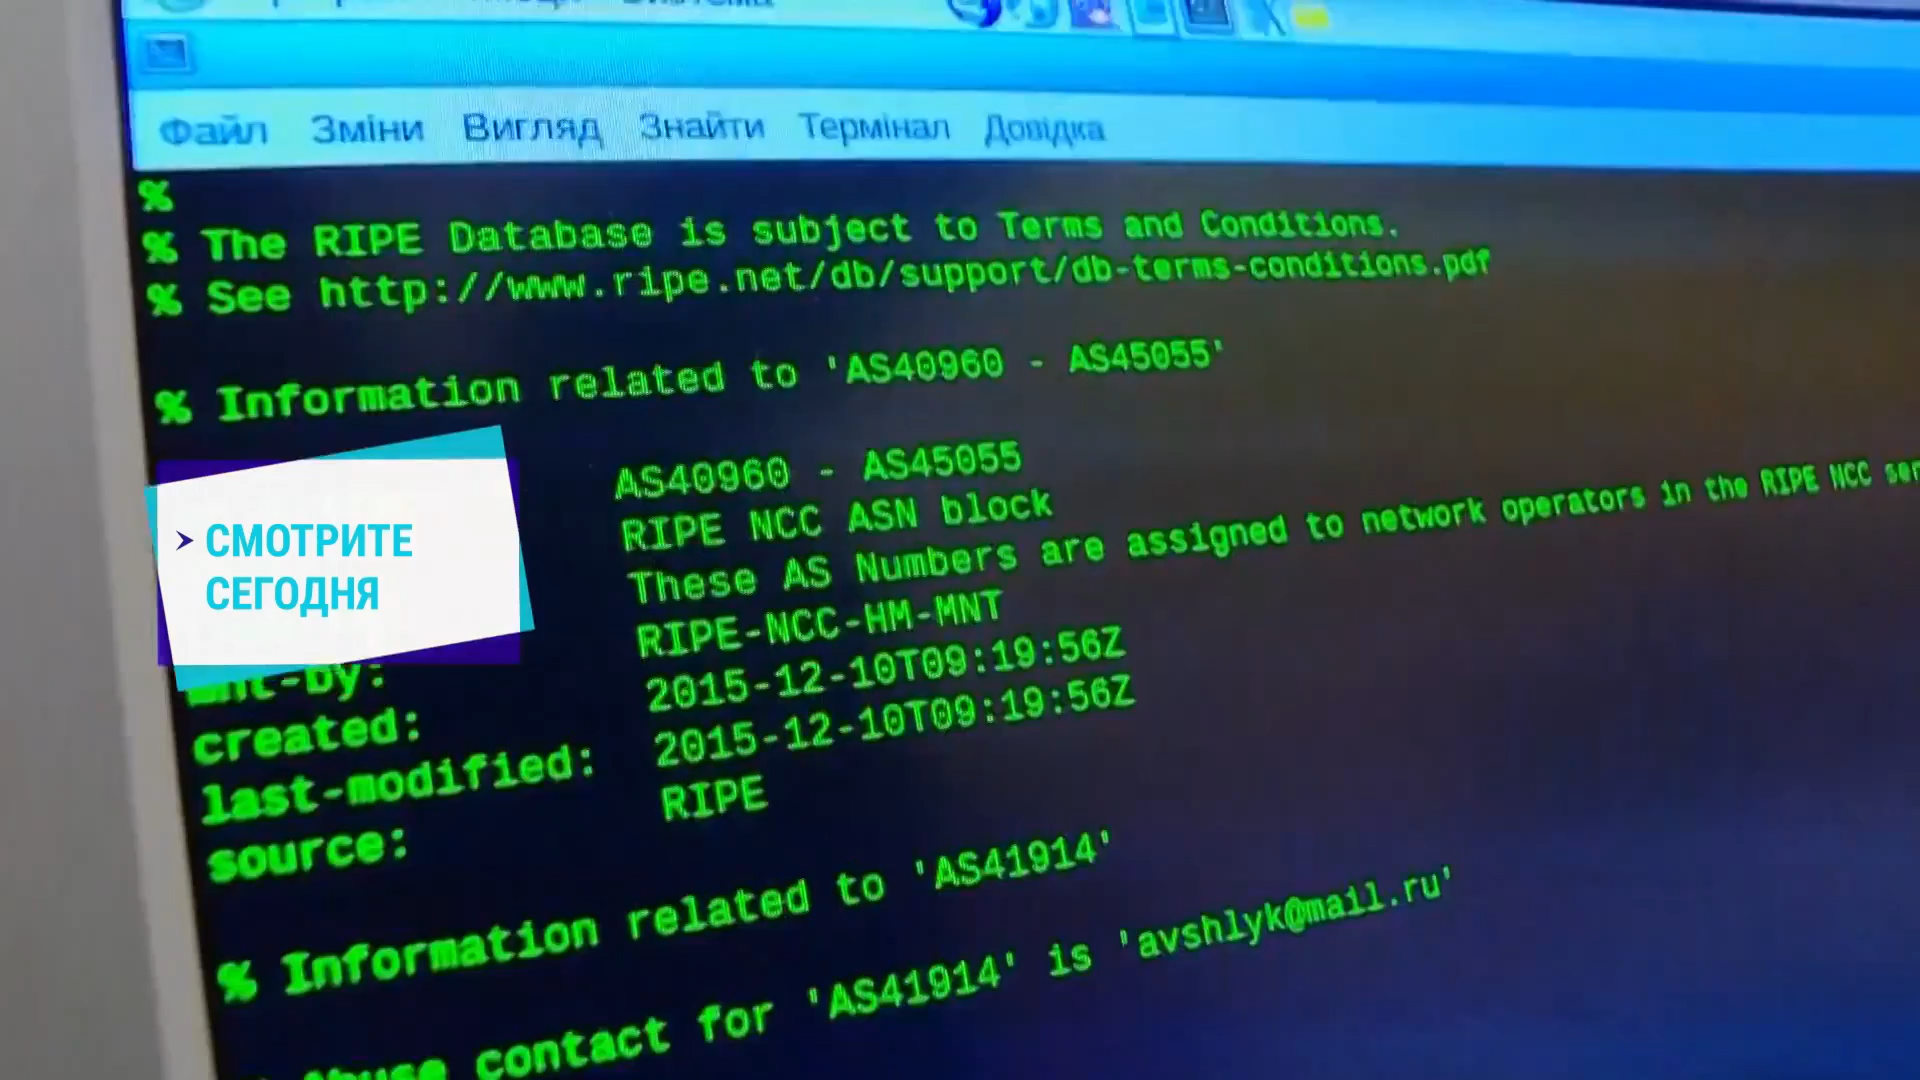 Файл Зміни Вигляд Знайти Термінал Довідка
%
% The RIPE Database is subject to Terms and Conditions.
% See http://www.ripe.net/db/support/db-terms-conditions.pdf
% Information related to 'AS40960 - AS45055'
AS40960 - AS45055
RIPE NCC ASN block
These AS Numbers are assigned to network operators in the RIPE NCC
RIPE-NCC-HM-MNT
mnt-by:
created: 2015-12-10T09:19:56Z
last-modified: 2015-12-10T09:19:56Z
source: RIPE
% Information related to 'AS41914'
Abuse contact for 'AS41914' is 'avshlyk@mail.ru'
СМОТРИТЕ
СЕГОДНЯ